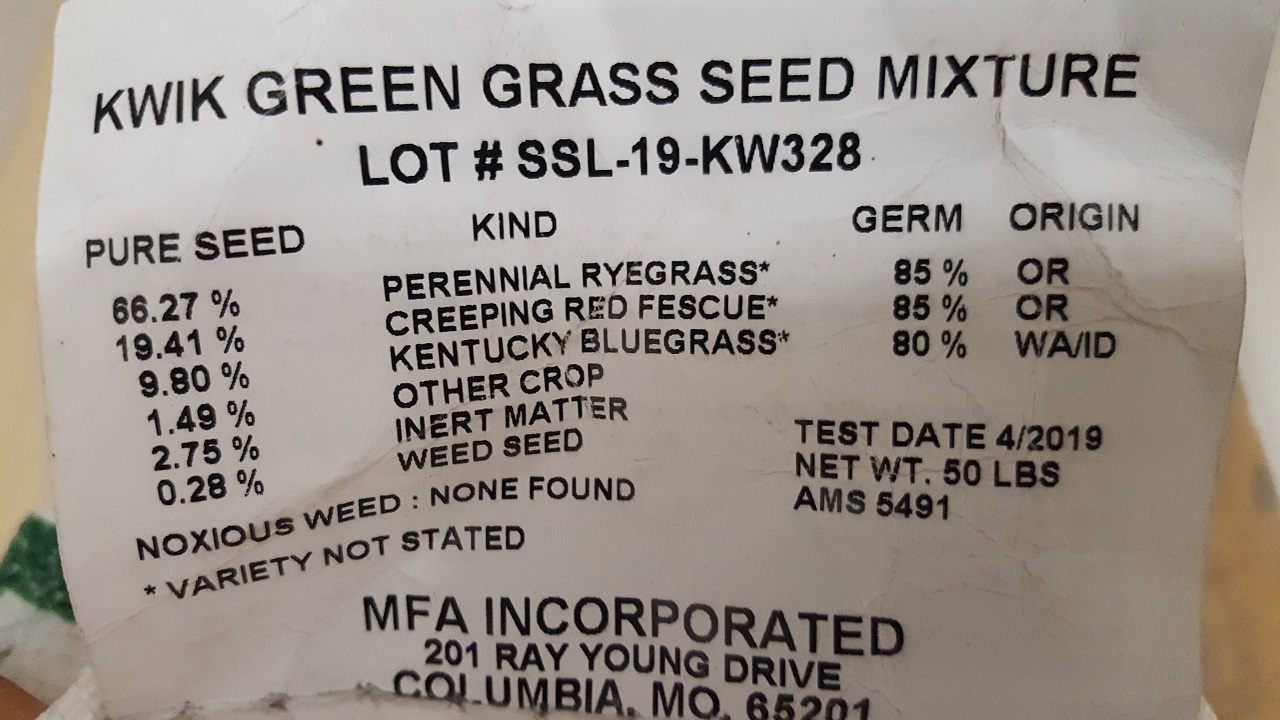 KWIK GREEN GRASS SEED MIXTURE
LOT # SSL-19-KW328
PURE SEED KIND GERM ORIGIN
66.27 % PERENNIAL RYEGRASS* 85 % OR
19.41 % CREEPING RED FESCUE* 85 % OR
9.80 % KENTUCKY BLUEGRASS* 80 % WA/ID
1.49 % OTHER CROP
2.75 % INERT MATTER TEST DATE 4/2019
0.28 % WEED SEED NET WT. 50 LBS
NOXIOUS WEED : NONE FOUND AMS 5491
* VARIETY NOT STATED
MFA INCORPORATED
201 RAY YOUNG DRIVE
COLUMBIA, MO. 65201